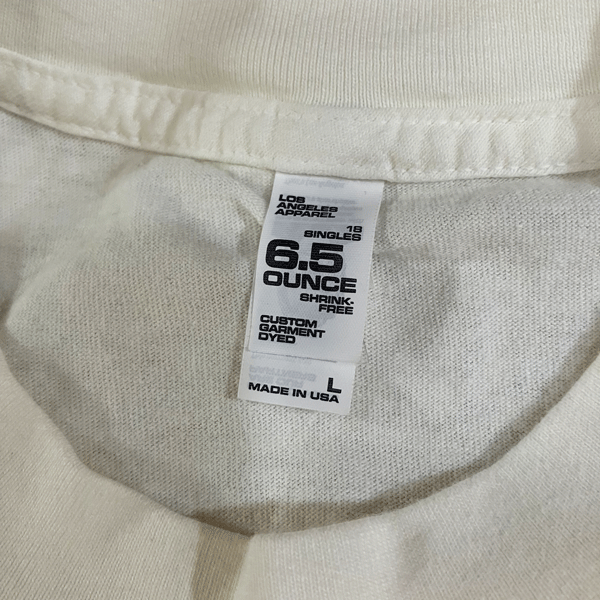 LOS
ANGELES
APPAREL
18
SINGLES
6.5
OUNCE
SHRINK-
FREE
CUSTOM
GARMENT
DYED
L
MADE IN USA